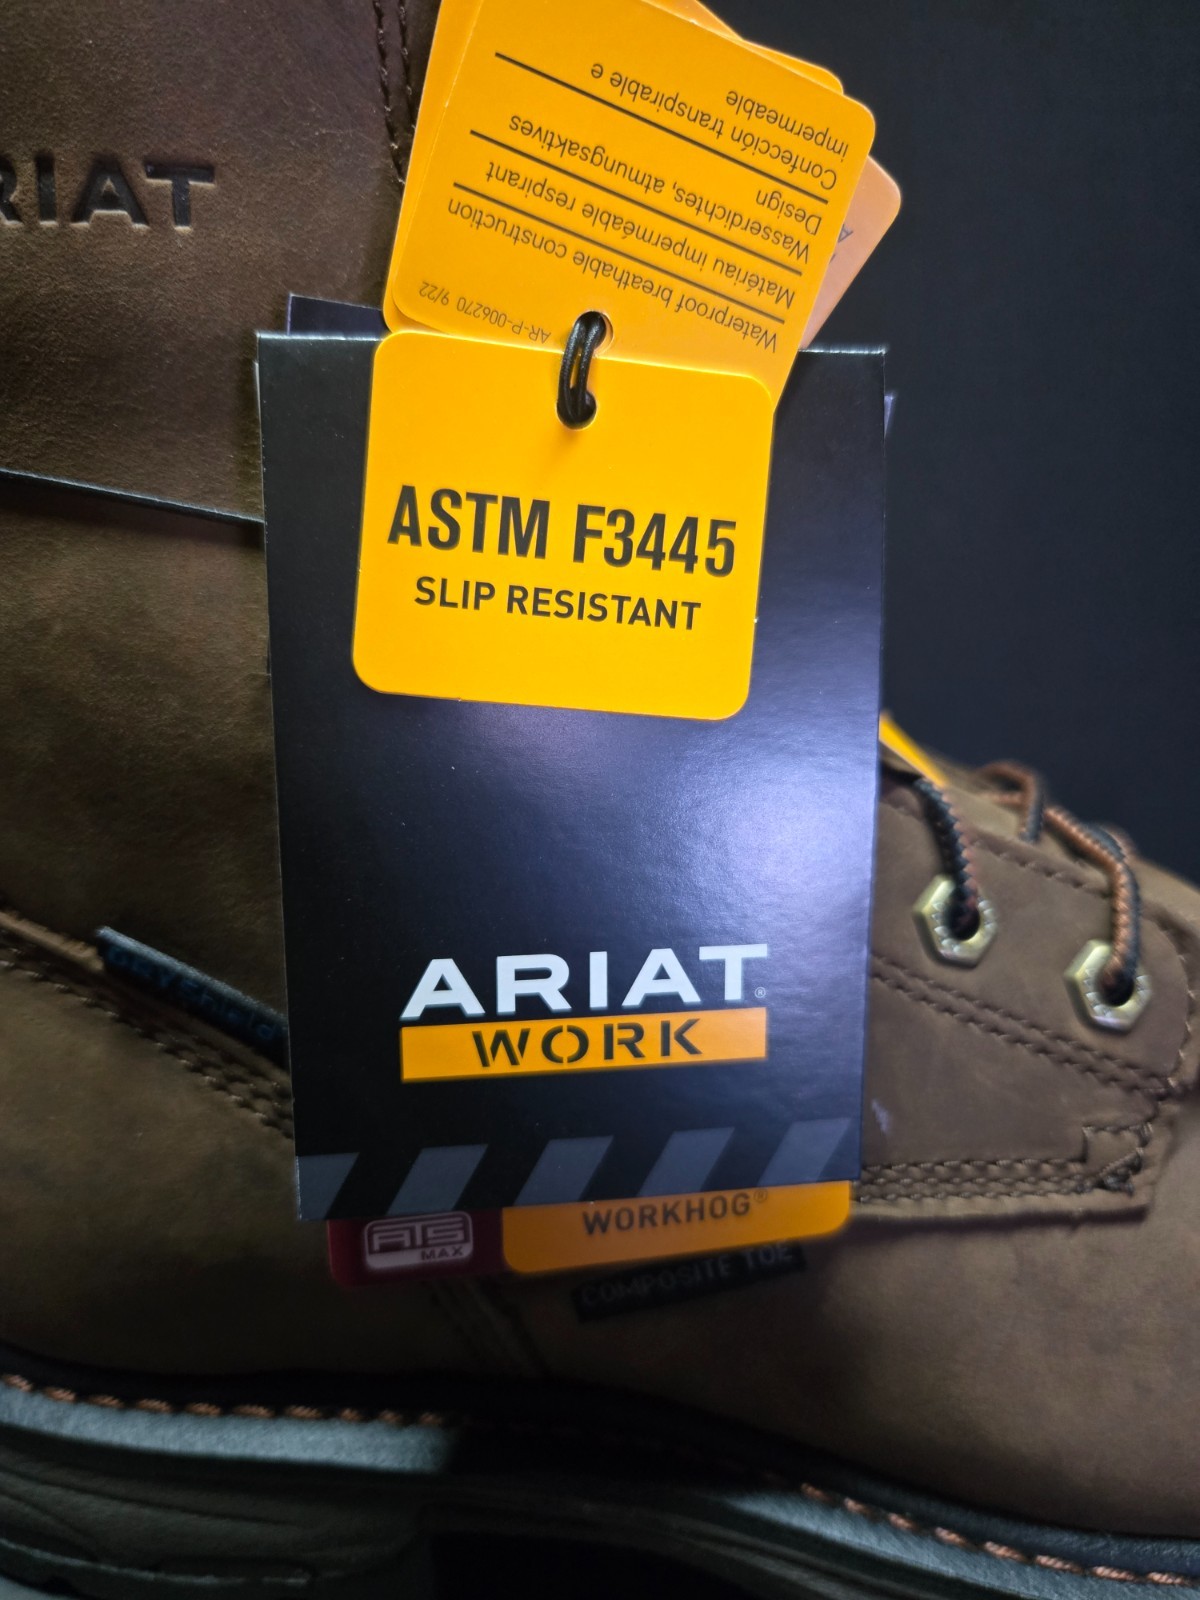 RIAT
Waterproof breathable construction
Matériau imperméable respirant
Wasserdichtes, atmungsaktives
Design
Confección transpirable e
impermeable
AR-P-006270 9/22
ASTM F3445
SLIP RESISTANT
ARIAT®
WORK
DRYShield
WORKHOG®
ATS
MAX
COMPOSITE TOE